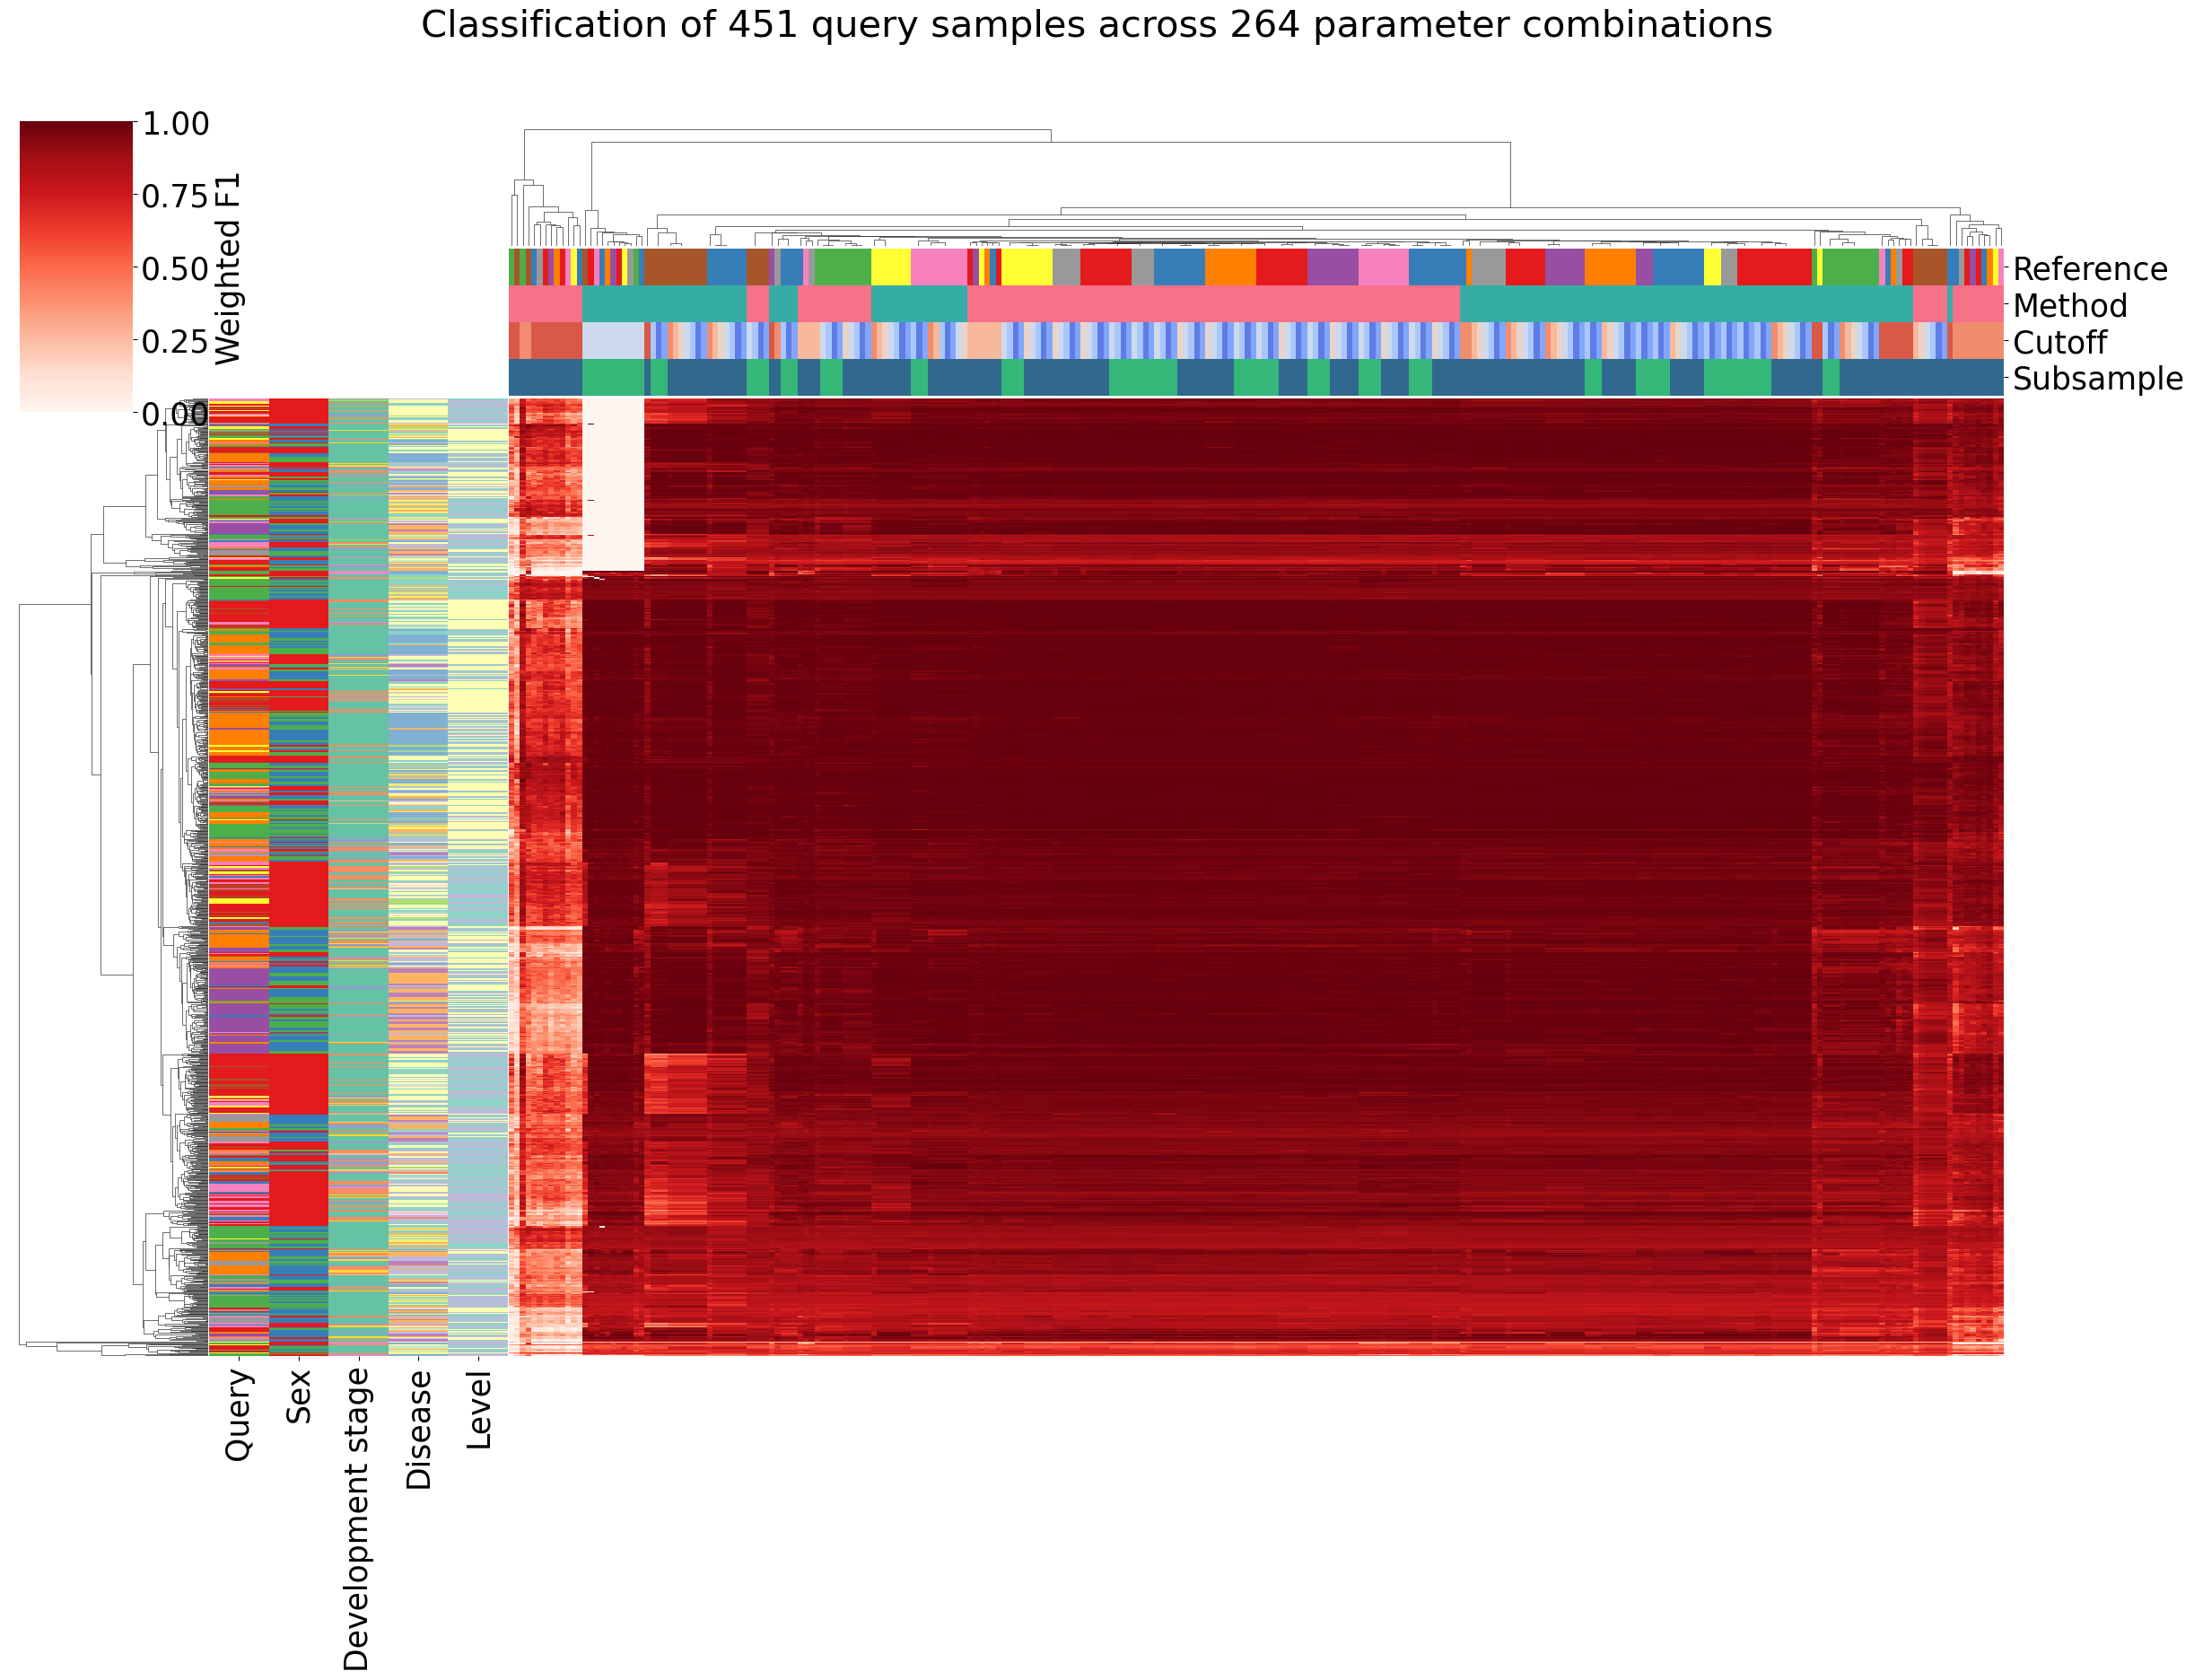 Classification of 451 query samples across 264 parameter combinations
1.00
0.75
0.50
0.25
0.00
Weighted F1
Reference
Method
Cutoff
Subsample
Query
Sex
Development stage
Disease
Level